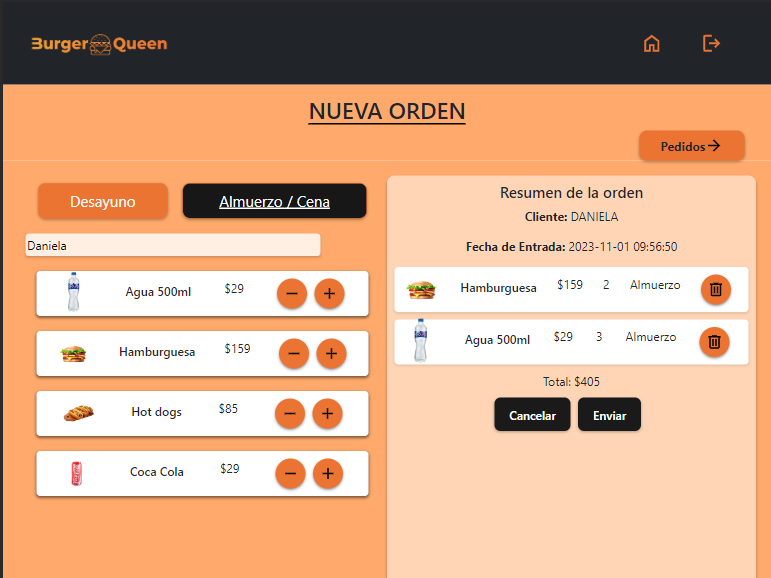 Burger Queen
NUEVA ORDEN
Pedidos
Desayuno
Almuerzo / Cena
Daniela
Agua 500ml $29
Hamburguesa $159
Hot dogs $85
Coca Cola $29
Resumen de la orden
Cliente: DANIELA
Fecha de Entrada: 2023-11-01 09:56:50
Hamburguesa $159 2 Almuerzo
Agua 500ml $29 3 Almuerzo
Total: $405
Cancelar
Enviar